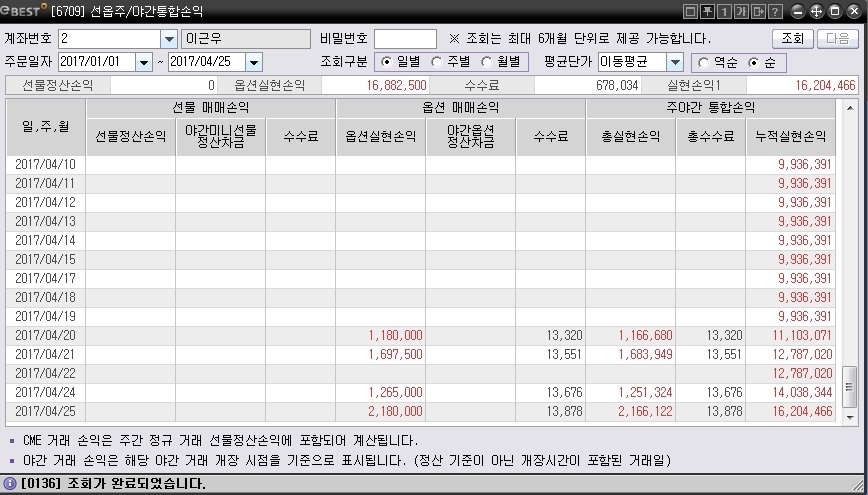 eBEST [6709] 선옵주/야간통합손익
계좌번호 2 이근우 비밀번호 ※ 조회는 최대 6개월 단위로 제공 가능합니다. 조회 다음
주문일자 2017/01/01 ~ 2017/04/25 조회구분 일별 주별 월별 평균단가 이동평균 역순 순
선물정산손익 0 옵션실현손익 16,882,500 수수료 678,034 실현손익1 16,204,466
일,주,월 선물 매매손익 옵션 매매손익 주야간 통합손익
선물정산손익 야간미니선물 정산차금 수수료 옵션실현손익 야간옵션 정산차금 수수료 총실현손익 총수수료 누적실현손익
2017/04/10 9,936,391
2017/04/11 9,936,391
2017/04/12 9,936,391
2017/04/13 9,936,391
2017/04/14 9,936,391
2017/04/15 9,936,391
2017/04/17 9,936,391
2017/04/18 9,936,391
2017/04/19 9,936,391
2017/04/20 1,180,000 13,320 1,166,680 13,320 11,103,071
2017/04/21 1,697,500 13,551 1,683,949 13,551 12,787,020
2017/04/22 12,787,020
2017/04/24 1,265,000 13,676 1,251,324 13,676 14,038,344
2017/04/25 2,180,000 13,878 2,166,122 13,878 16,204,466
▪ CME 거래 손익은 주간 정규 거래 선물정산손익에 포함되어 계산됩니다.
▪ 야간 거래 손익은 해당 야간 거래 개장 시점을 기준으로 표시됩니다. (정산 기준이 아닌 개장시간이 포함된 거래일)
[0136] 조회가 완료되었습니다.